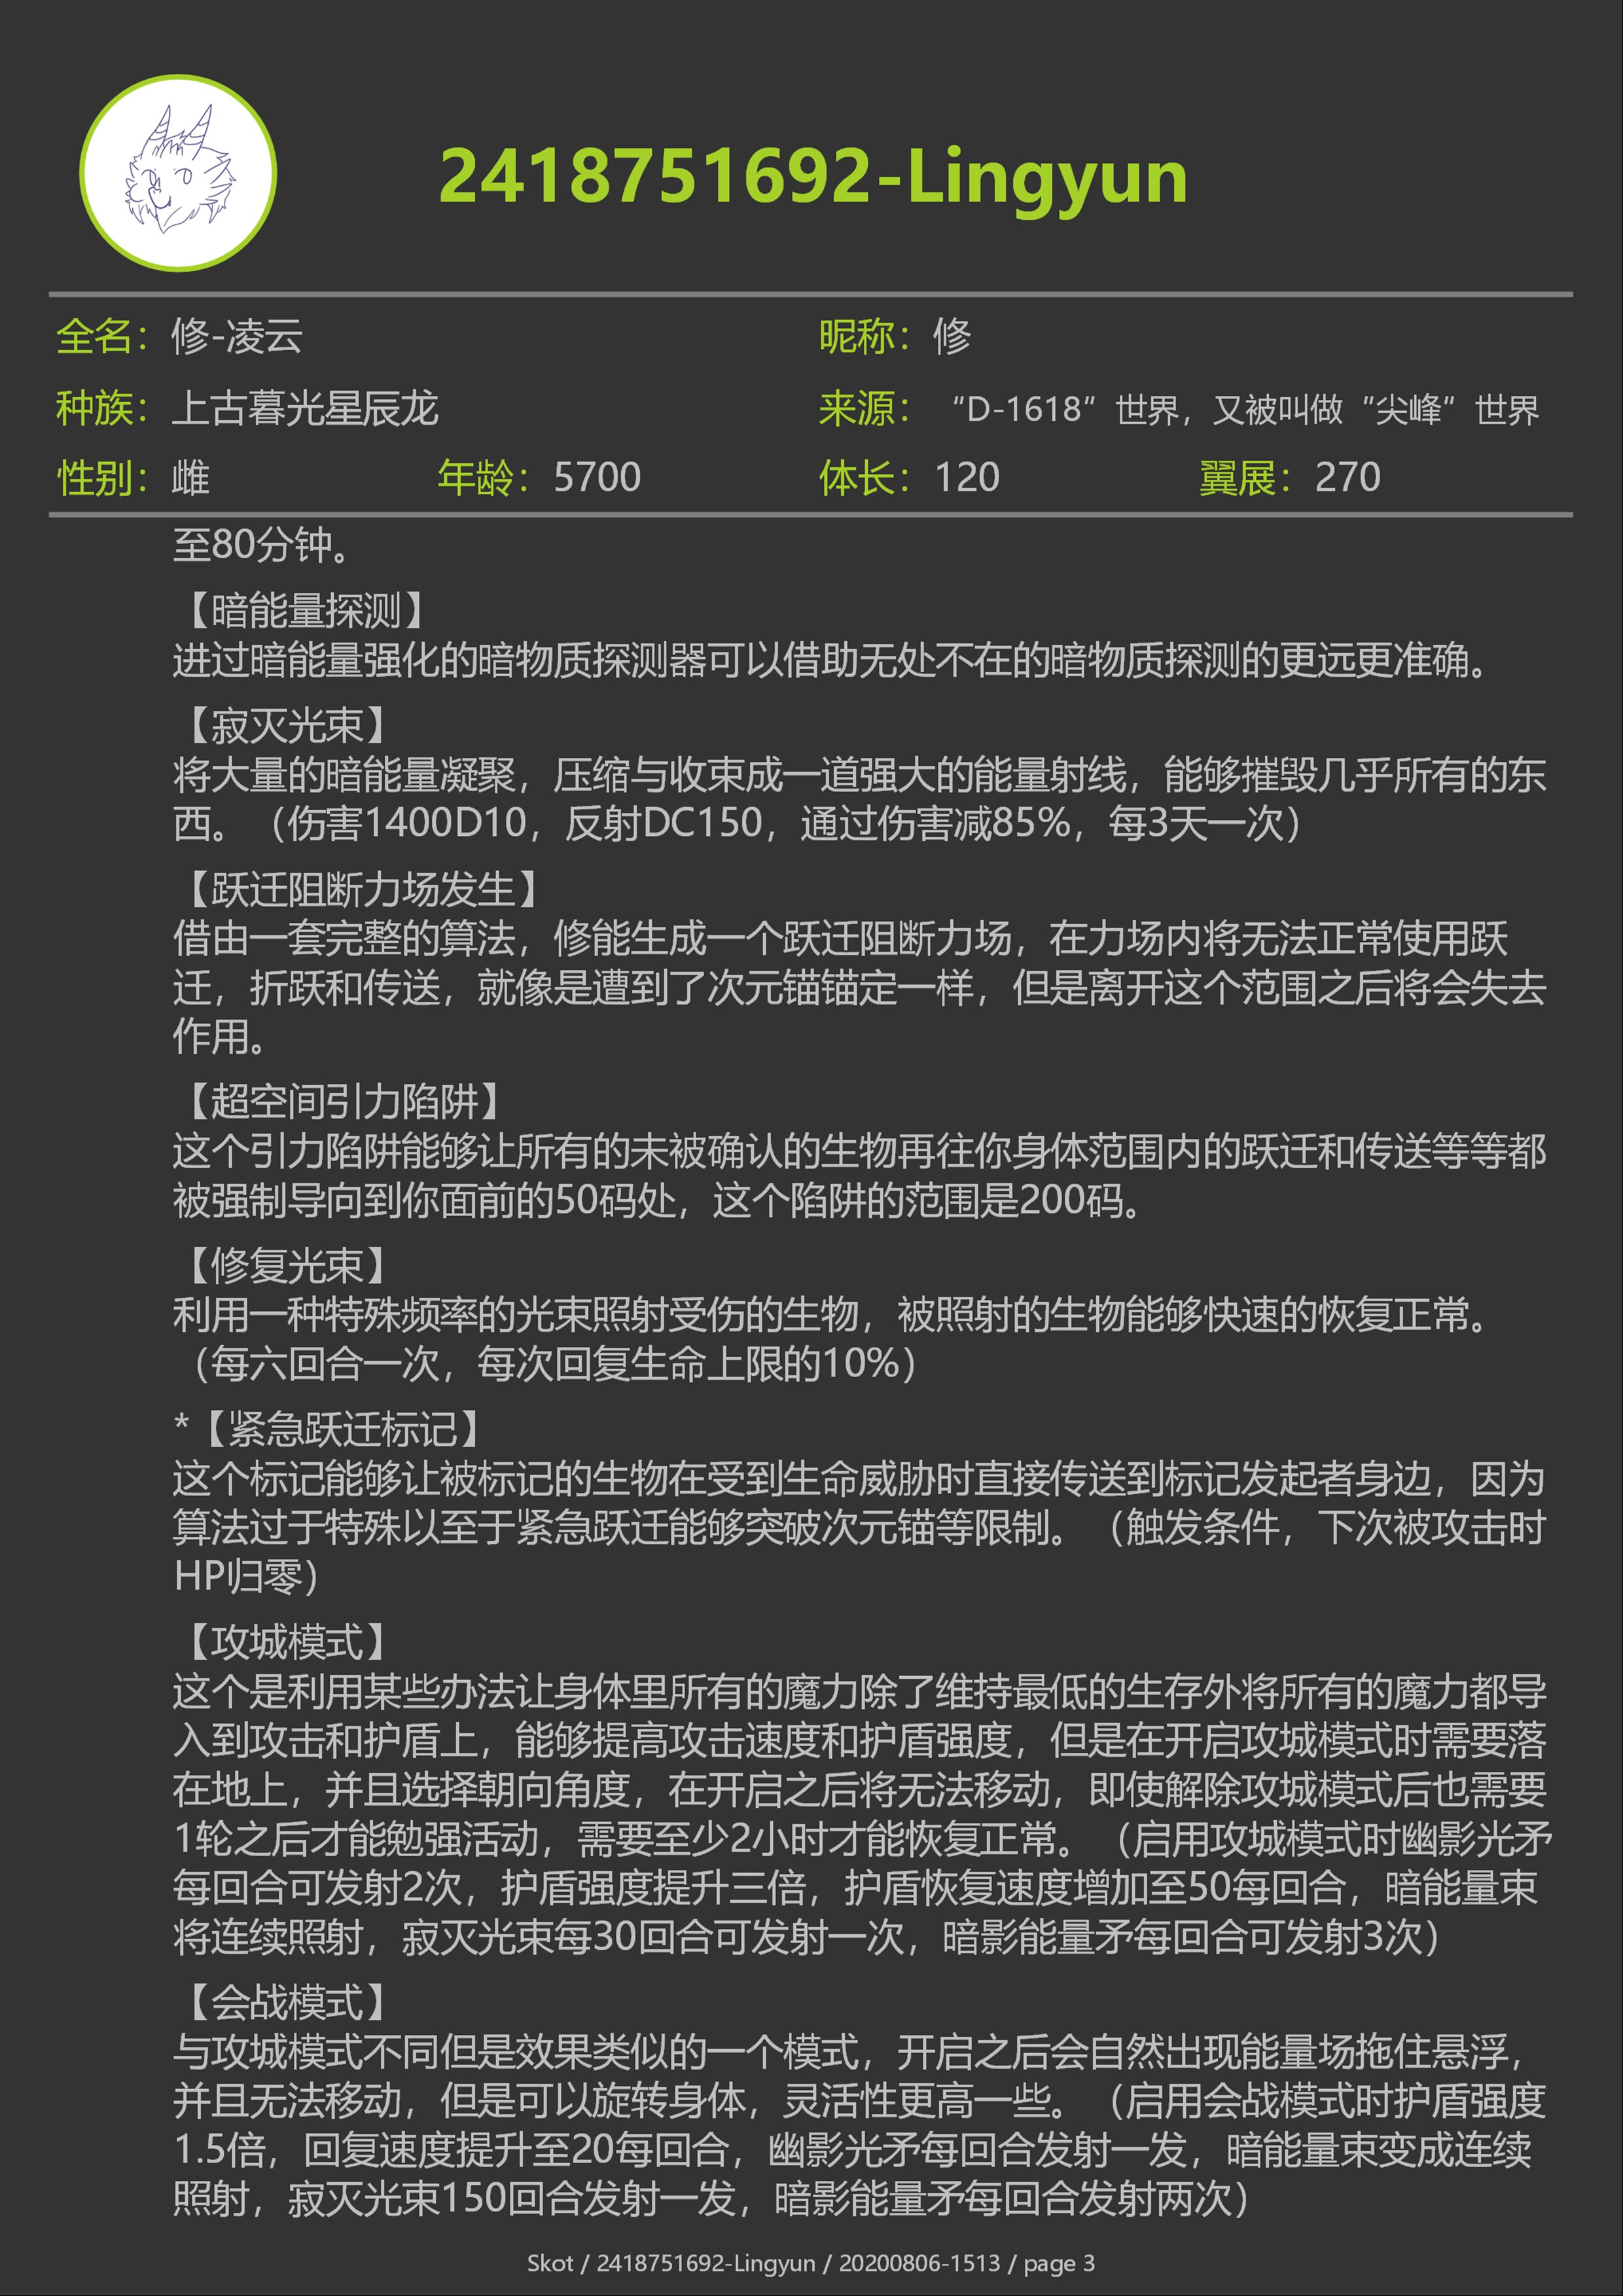 2418751692-Lingyun
全名：修-凌云 昵称：修
种族：上古暮光星辰龙 来源：“D-1618”世界，又被叫做“尖峰”世界
性别：雌 年龄：5700 体长：120 翼展：270
至80分钟。
【暗能量探测】
进过暗能量强化的暗物质探测器可以借助无处不在的暗物质探测的更远更准确。
【寂灭光束】
将大量的暗能量凝聚，压缩与收束成一道强大的能量射线，能够摧毁几乎所有的东
西。（伤害1400D10，反射DC150，通过伤害减85%，每3天一次）
【跃迁阻断力场发生】
借由一套完整的算法，修能生成一个跃迁阻断力场，在力场内将无法正常使用跃
迁，折跃和传送，就像是遭到了次元锚锚定一样，但是离开这个范围之后将会失去
作用。
【超空间引力陷阱】
这个引力陷阱能够让所有的未被确认的生物再往你身体范围内的跃迁和传送等等都
被强制导向到你面前的50码处，这个陷阱的范围是200码。
【修复光束】
利用一种特殊频率的光束照射受伤的生物，被照射的生物能够快速的恢复正常。
（每六回合一次，每次回复生命上限的10%）
*【紧急跃迁标记】
这个标记能够让被标记的生物在受到生命威胁时直接传送到标记发起者身边，因为
算法过于特殊以至于紧急跃迁能够突破次元锚等限制。（触发条件，下次被攻击时
HP归零）
【攻城模式】
这个是利用某些办法让身体里所有的魔力除了维持最低的生存外将所有的魔力都导
入到攻击和护盾上，能够提高攻击速度和护盾强度，但是在开启攻城模式时需要落
在地上，并且选择朝向角度，在开启之后将无法移动，即使解除攻城模式后也需要
1轮之后才能勉强活动，需要至少2小时才能恢复正常。（启用攻城模式时幽影光矛
每回合可发射2次，护盾强度提升三倍，护盾恢复速度增加至50每回合，暗能量束
将连续照射，寂灭光束每30回合可发射一次，暗影能量矛每回合可发射3次）
【会战模式】
与攻城模式不同但是效果类似的一个模式，开启之后会自然出现能量场拖住悬浮，
并且无法移动，但是可以旋转身体，灵活性更高一些。（启用会战模式时护盾强度
1.5倍，回复速度提升至20每回合，幽影光矛每回合发射一发，暗能量束变成连续
照射，寂灭光束150回合发射一发，暗影能量矛每回合发射两次）
Skot / 2418751692-Lingyun / 20200806-1513 / page 3